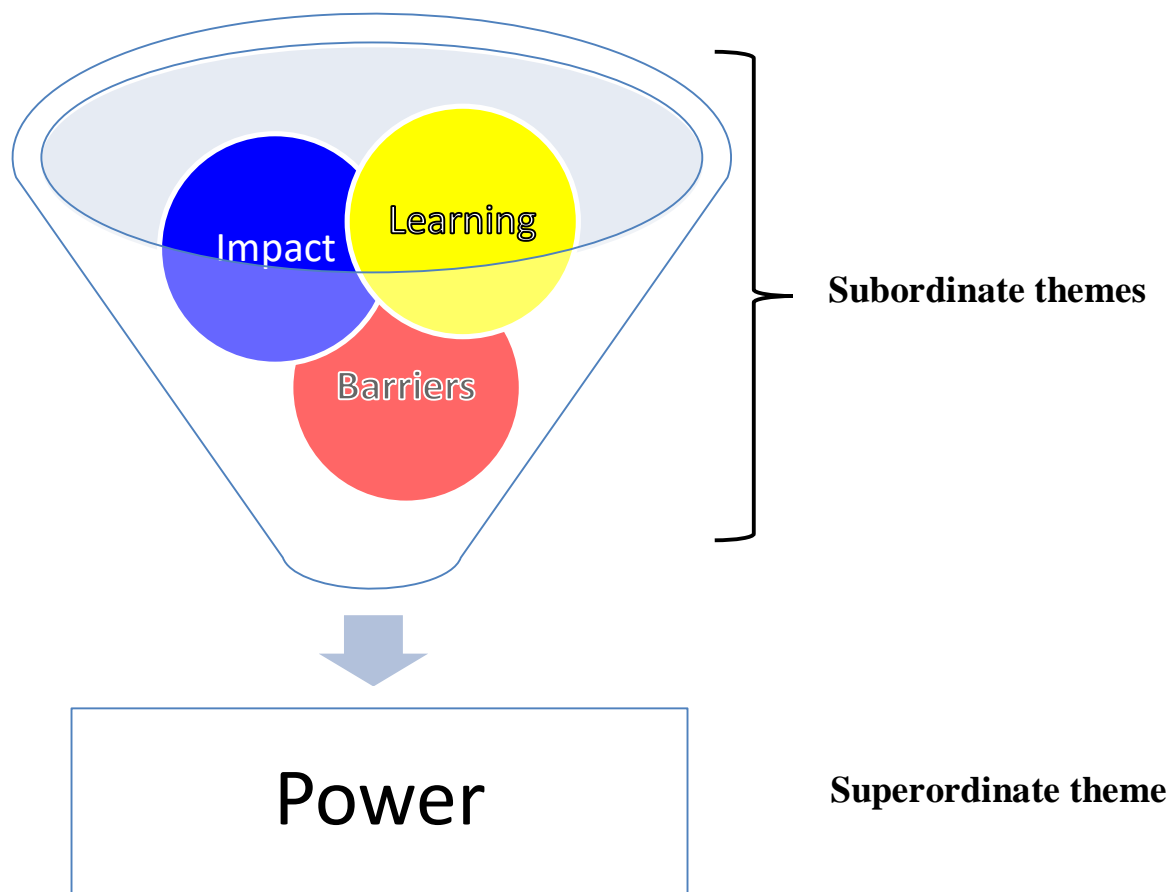 Learning
Impact
Barriers
Subordinate themes
Power
Superordinate theme